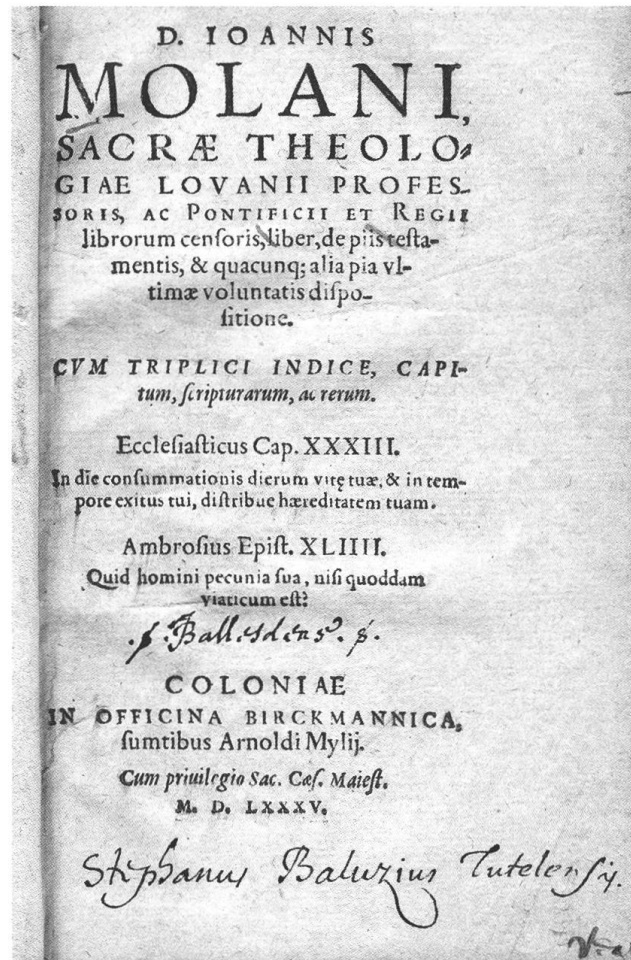 D. IOANNIS
MOLANI,
SACRÆ THEOLO-
GIAE LOVANII PROFES-
SORIS, AC PONTIFICII ET REGII
librorum cenſoris, liber, de piis teſta-
mentis, & quacunq; alia pia vl-
timæ voluntatis diſpo-
ſitione.
CVM TRIPLICI INDICE, CAPI-
tum, ſcripturarum, ac rerum.
Eccleſiaſticus Cap. XXXIII.
In die conſummationis dierum vitę tuæ, & in tem-
pore exitus tui, diſtribue hæreditatem tuam.
Ambroſius Epiſt. XLIIII.
Quid homini pecunia ſua, niſi quoddam
viaticum eſt?
Ballesdens
COLONIAE
IN OFFICINA BIRCKMANNICA,
ſumtibus Arnoldi Mylij.
Cum priuilegio Sac. Cæſ. Maieſt.
M. D. LXXXV.
Stephanus Baluzius Tutelensis.